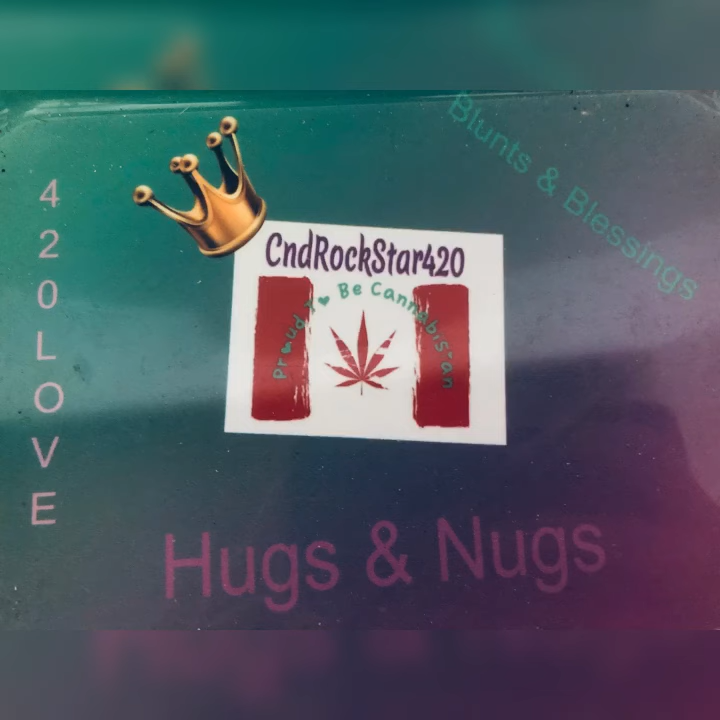 Blunts & Blessings
420LOVE
CndRockStar420
Proud To Be Cannabis-an
Hugs & Nugs